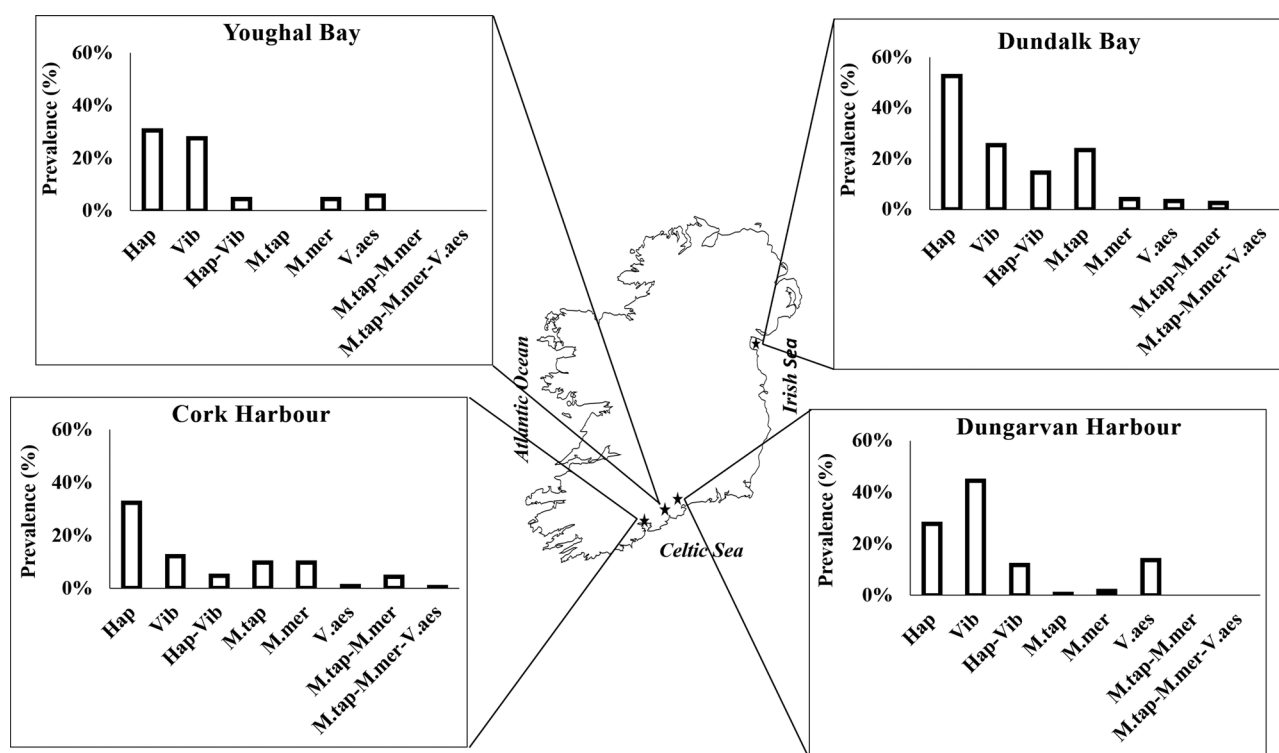 Youghal Bay
Prevalence (%)
60%
40%
20%
0%
Hap
Vib
Hap-Vib
M.tap
M.mer
V.aes
M.tap-M.mer
M.tap-M.mer-V.aes
Dundalk Bay
Prevalence (%)
60%
40%
20%
0%
Hap
Vib
Hap-Vib
M.tap
M.mer
V.aes
M.tap-M.mer
M.tap-M.mer-V.aes
Atlantic Ocean
Irish Sea
Celtic Sea
Cork Harbour
Prevalence (%)
60%
40%
20%
0%
Hap
Vib
Hap-Vib
M.tap
M.mer
V.aes
M.tap-M.mer
M.tap-M.mer-V.aes
Dungarvan Harbour
Prevalence (%)
60%
40%
20%
0%
Hap
Vib
Hap-Vib
M.tap
M.mer
V.aes
M.tap-M.mer
M.tap-M.mer-V.aes